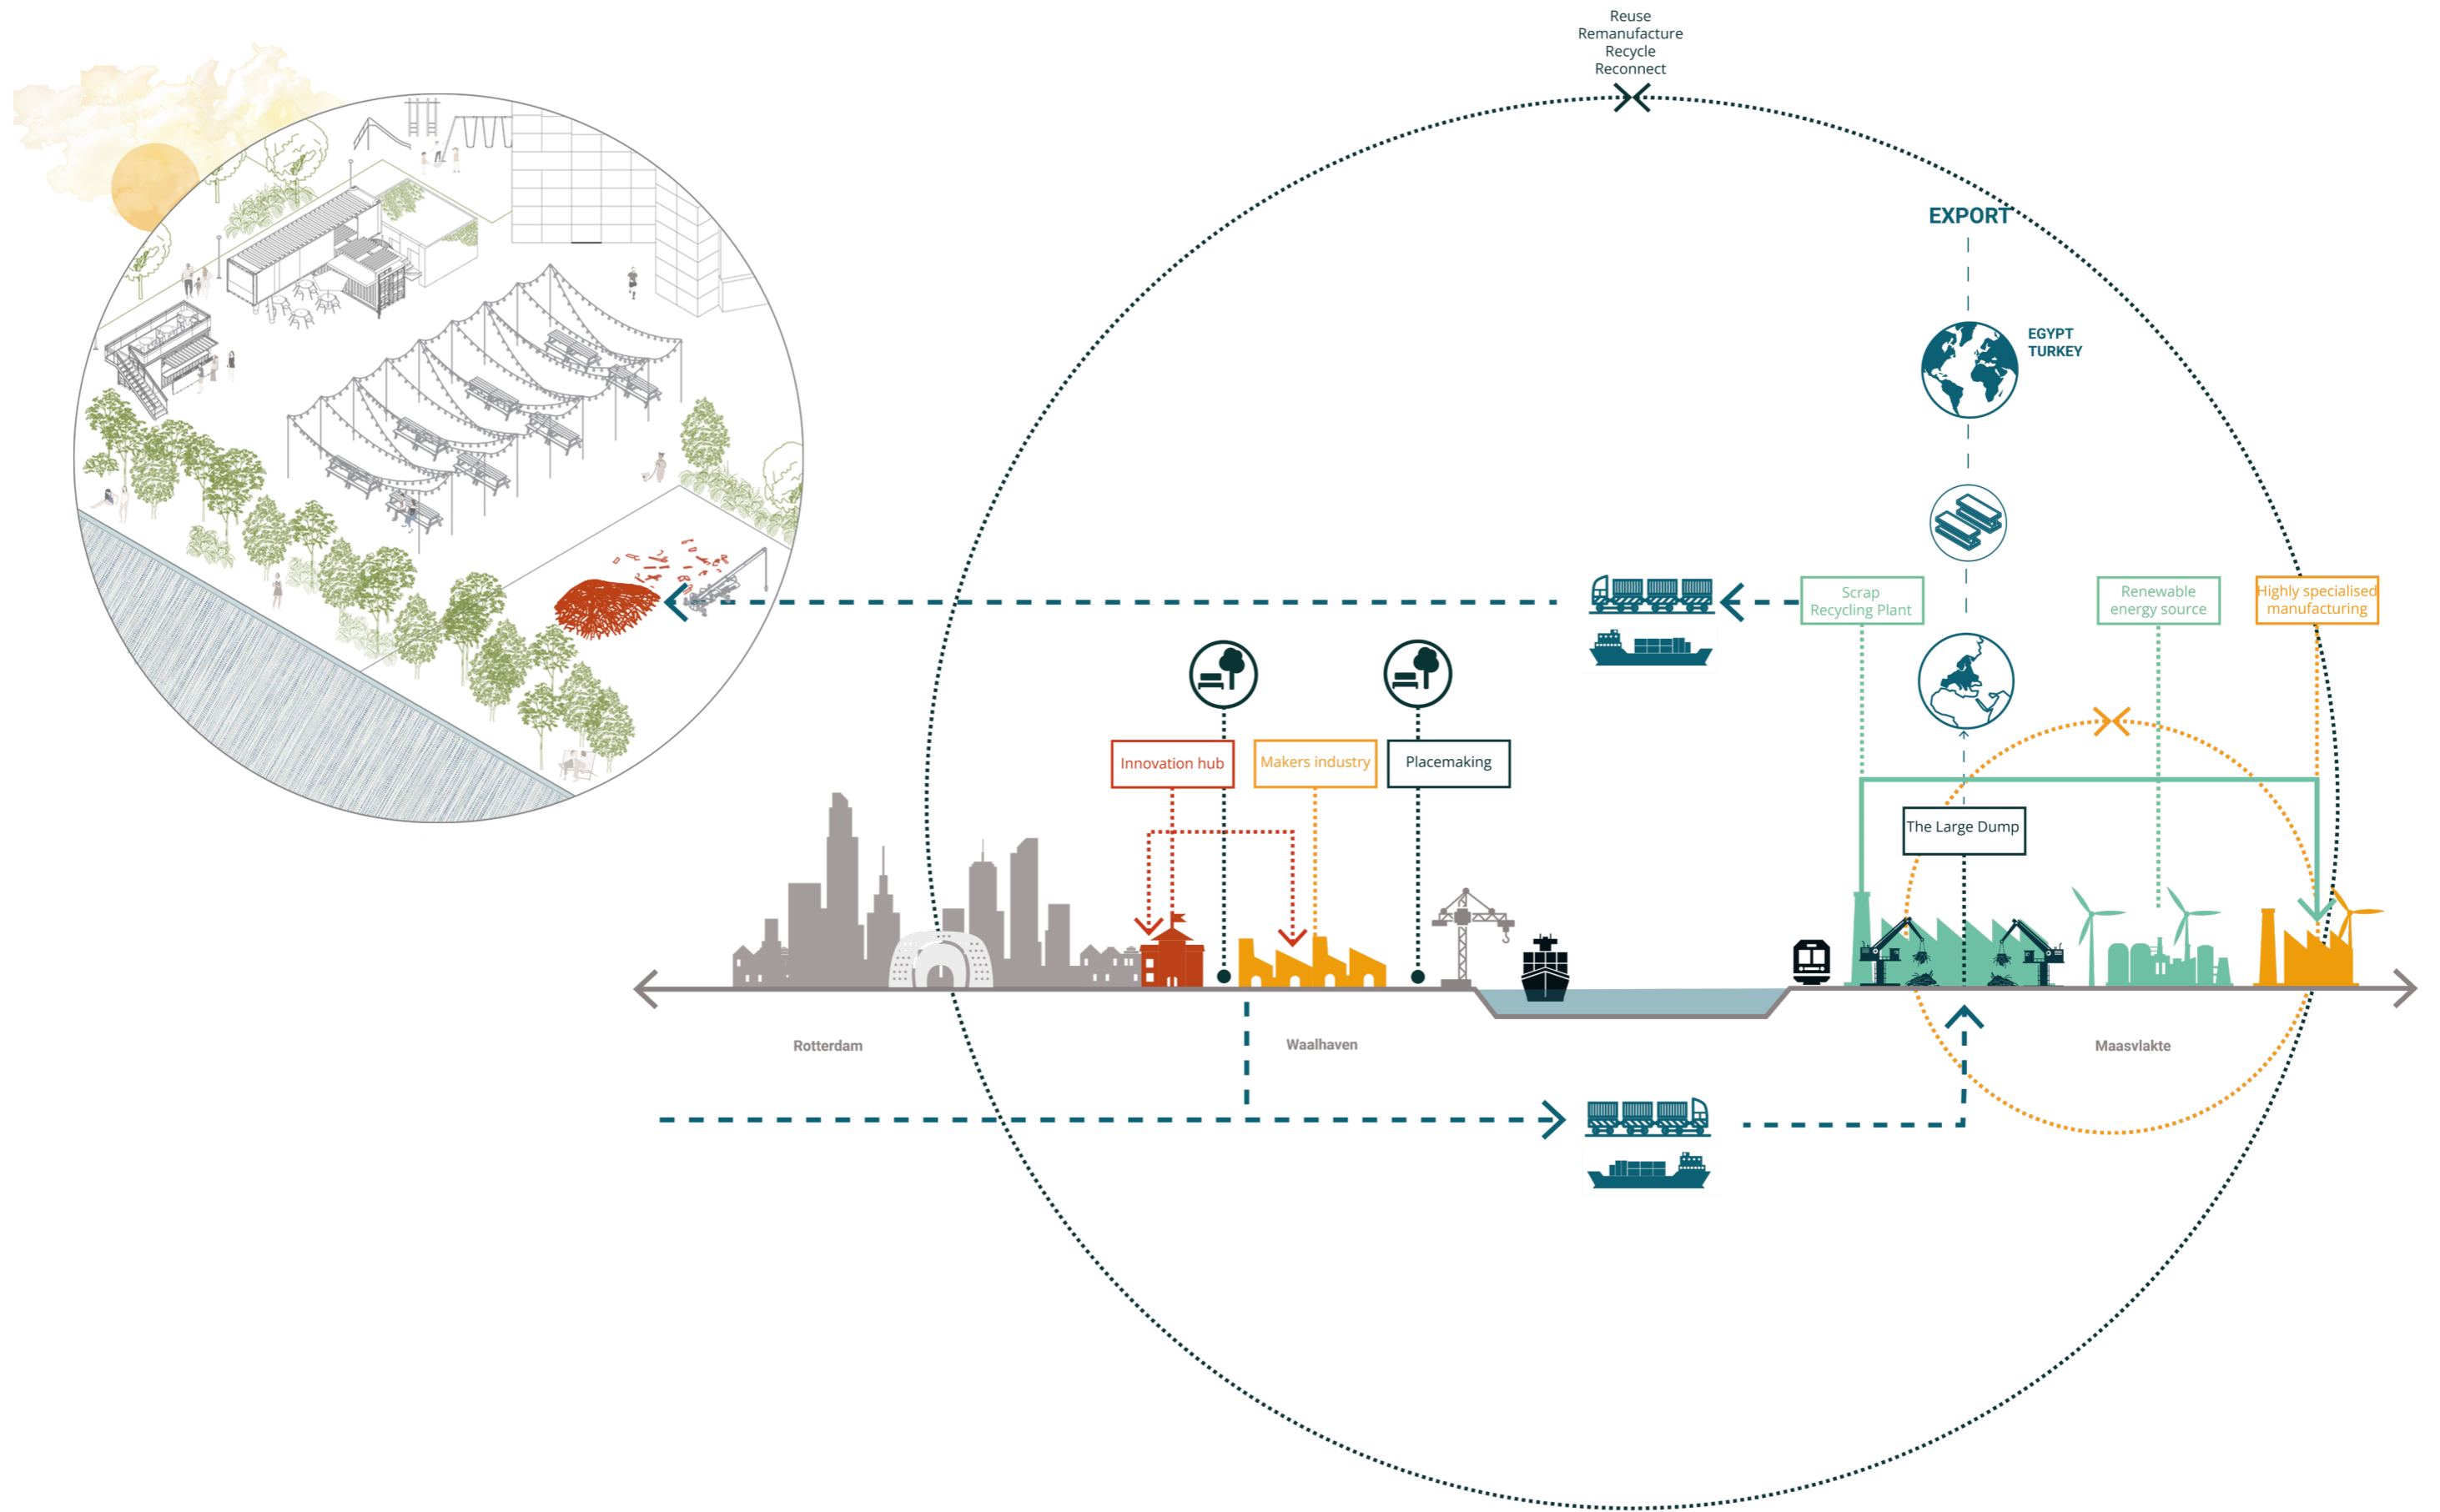 Reuse
Remanufacture
Recycle
Reconnect
EXPORT
EGYPT
TURKEY
Scrap
Recycling Plant
Renewable
energy source
Highly specialised
manufacturing
Innovation hub
Makers industry
Placemaking
The Large Dump
Rotterdam
Waalhaven
Maasvlakte